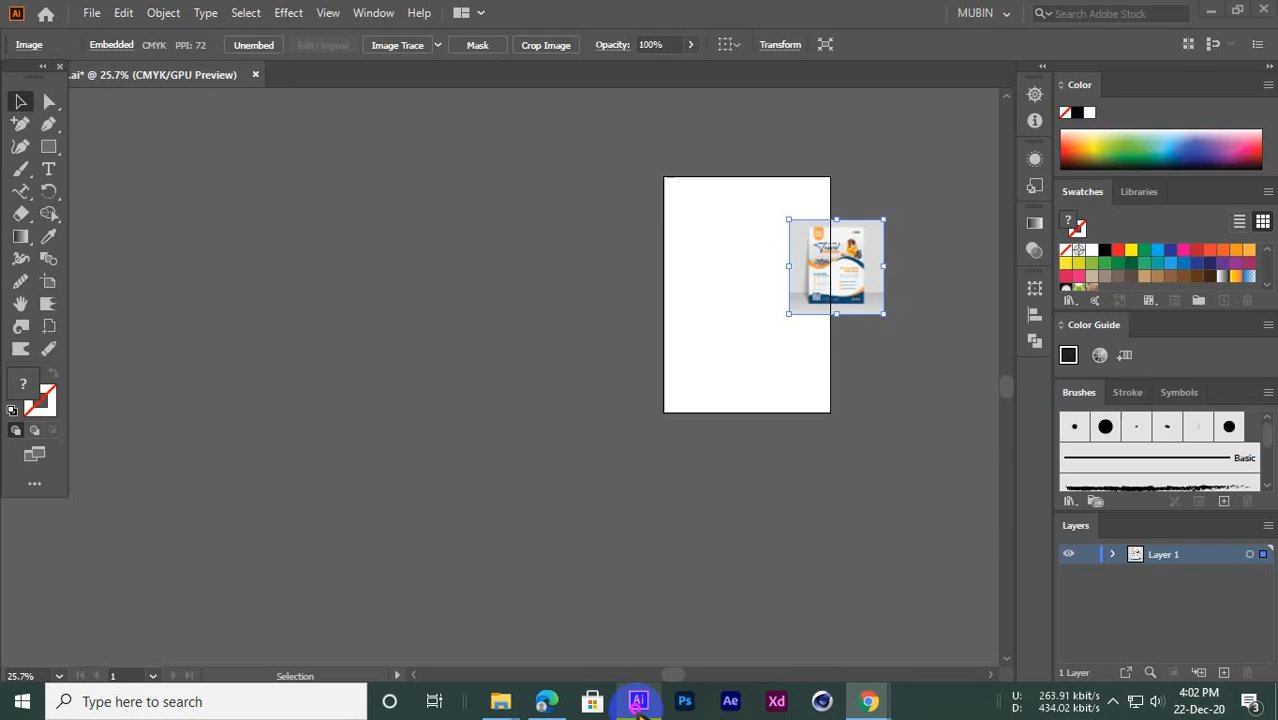 Ai File Edit Object Type Select Effect View Window Help MUBIN Search Adobe Stock
Image Embedded CMYK PPI: 72 Unembed Edit Original Image Trace Mask Crop Image Opacity: 100% Transform
.ai* @ 25.7% (CMYK/GPU Preview)
Color
Swatches Libraries
Color Guide
Brushes Stroke Symbols
Basic
Layers
Layer 1
1 Layer
25.7% 1 Selection
Type here to search Ai Ps Ae Xd U: 263.91 kbit/s D: 434.02 kbit/s 4:02 PM 22-Dec-20 3